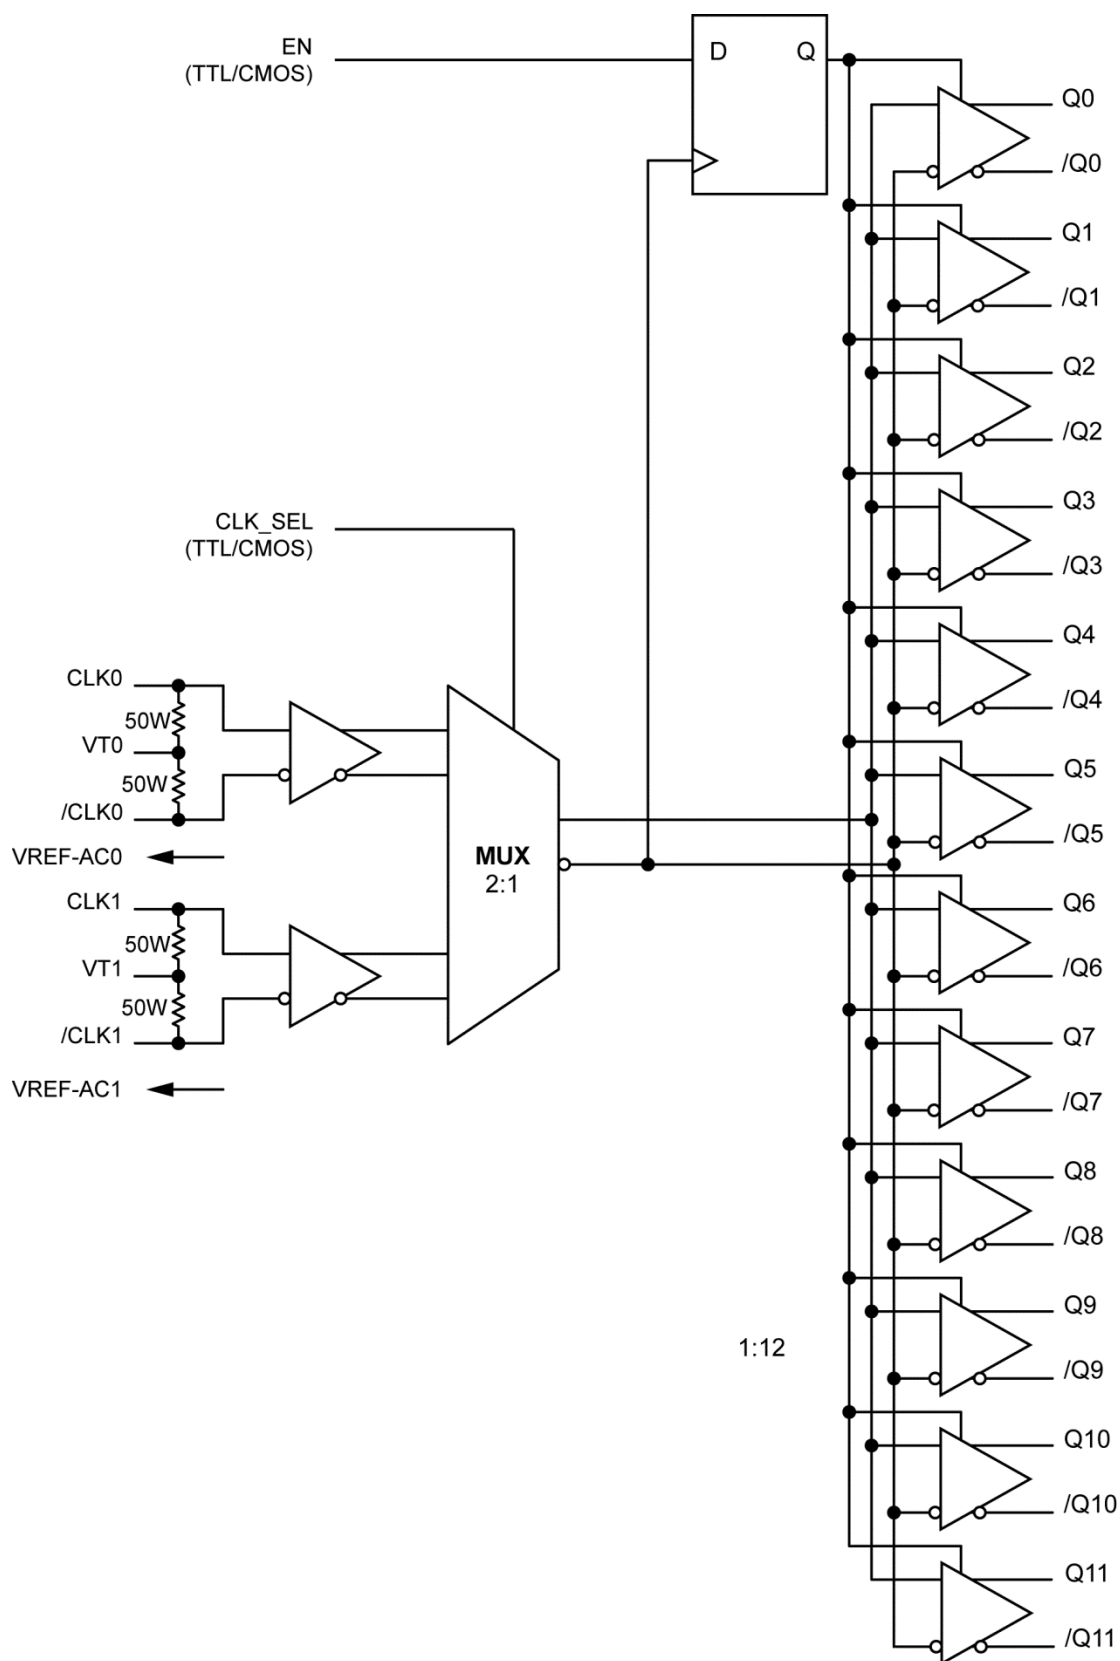 EN
(TTL/CMOS)
D
Q
Q0
/Q0
Q1
/Q1
Q2
/Q2
Q3
/Q3
CLK_SEL
(TTL/CMOS)
Q4
/Q4
CLK0
50W
VT0
50W
/CLK0
VREF-AC0
Q5
/Q5
MUX
2:1
CLK1
50W
VT1
50W
/CLK1
VREF-AC1
Q6
/Q6
Q7
/Q7
Q8
/Q8
1:12
Q9
/Q9
Q10
/Q10
Q11
/Q11